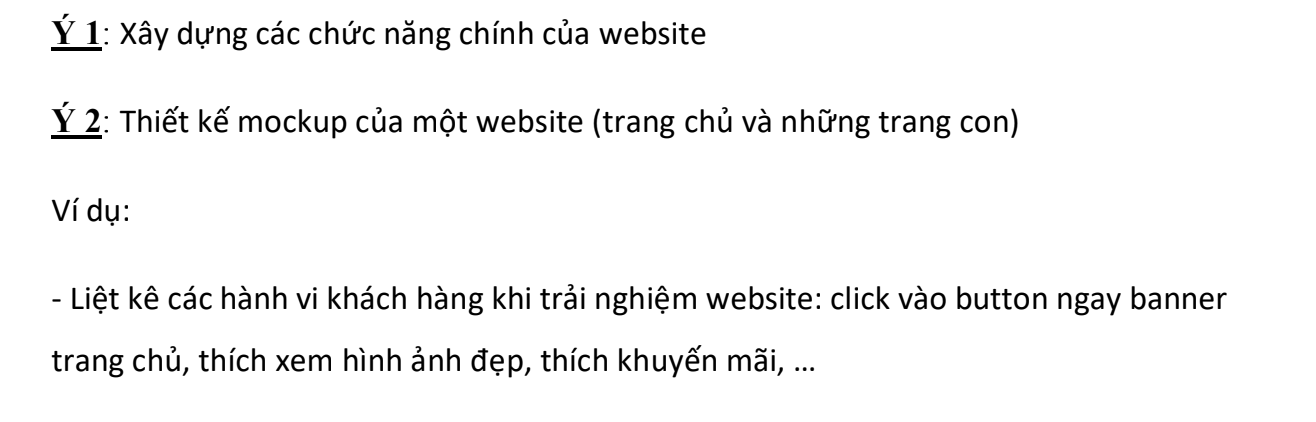 Ý 1: Xây dựng các chức năng chính của website
Ý 2: Thiết kế mockup của một website (trang chủ và những trang con)
Ví dụ:
- Liệt kê các hành vi khách hàng khi trải nghiệm website: click vào button ngay banner
trang chủ, thích xem hình ảnh đẹp, thích khuyến mãi, ...